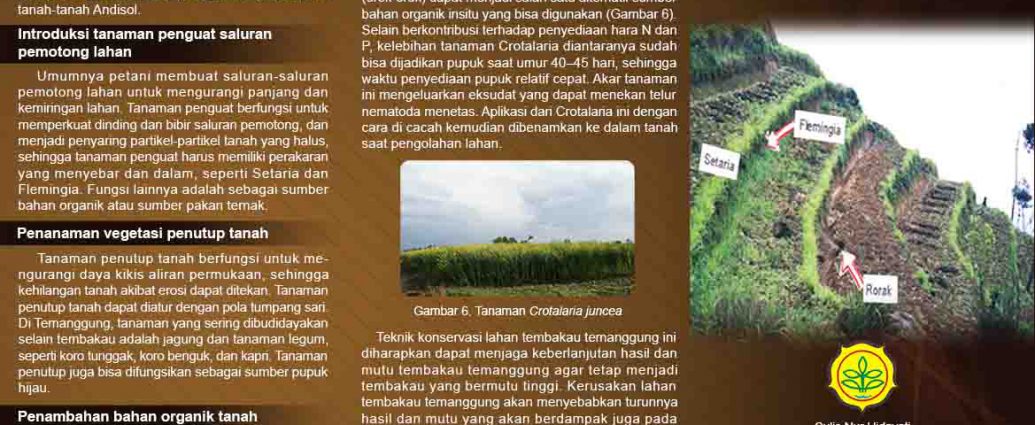 tanah-tanah Andisol.
Introduksi tanaman penguat saluran
pemotong lahan
Umumnya petani membuat saluran-saluran
pemotong lahan untuk mengurangi panjang dan
kemiringan lahan. Tanaman penguat berfungsi untuk
memperkuat dinding dan bibir saluran pemotong, dan
menjadi penyaring partikel-partikel tanah yang halus,
sehingga tanaman penguat harus memiliki perakaran
yang menyebar dan dalam, seperti Setaria dan
Flemingia. Fungsi lainnya adalah sebagai sumber
bahan organik atau sumber pakan ternak.
Penanaman vegetasi penutup tanah
Tanaman penutup tanah berfungsi untuk me-
ngurangi daya kikis aliran permukaan, sehingga
kehilangan tanah akibat erosi dapat ditekan. Tanaman
penutup tanah dapat diatur dengan pola tumpang sari.
Di Temanggung, tanaman yang sering dibudidayakan
selain tembakau adalah jagung dan tanaman legum,
seperti koro tunggak, koro benguk, dan kapri. Tanaman
penutup juga bisa difungsikan sebagai sumber pupuk
hijau.
Penambahan bahan organik tanah
bahan organik insitu yang bisa digunakan (Gambar 6).
Selain berkontribusi terhadap penyediaan hara N dan
P, kelebihan tanaman Crotalaria diantaranya sudah
bisa dijadikan pupuk saat umur 40–45 hari, sehingga
waktu penyediaan pupuk relatif cepat. Akar tanaman
ini mengeluarkan eksudat yang dapat menekan telur
nematoda menetas. Aplikasi dari Crotalaria ini dengan
cara di cacah kemudian dibenamkan ke dalam tanah
saat pengolahan lahan.
Gambar 6. Tanaman Crotalaria juncea
Teknik konservasi lahan tembakau temanggung ini
diharapkan dapat menjaga keberlanjutan hasil dan
mutu tembakau temanggung agar tetap menjadi
tembakau yang bermutu tinggi. Kerusakan lahan
tembakau temanggung akan menyebabkan turunnya
hasil dan mutu yang akan berdampak juga pada
Flemingia
Setaria
Rorak